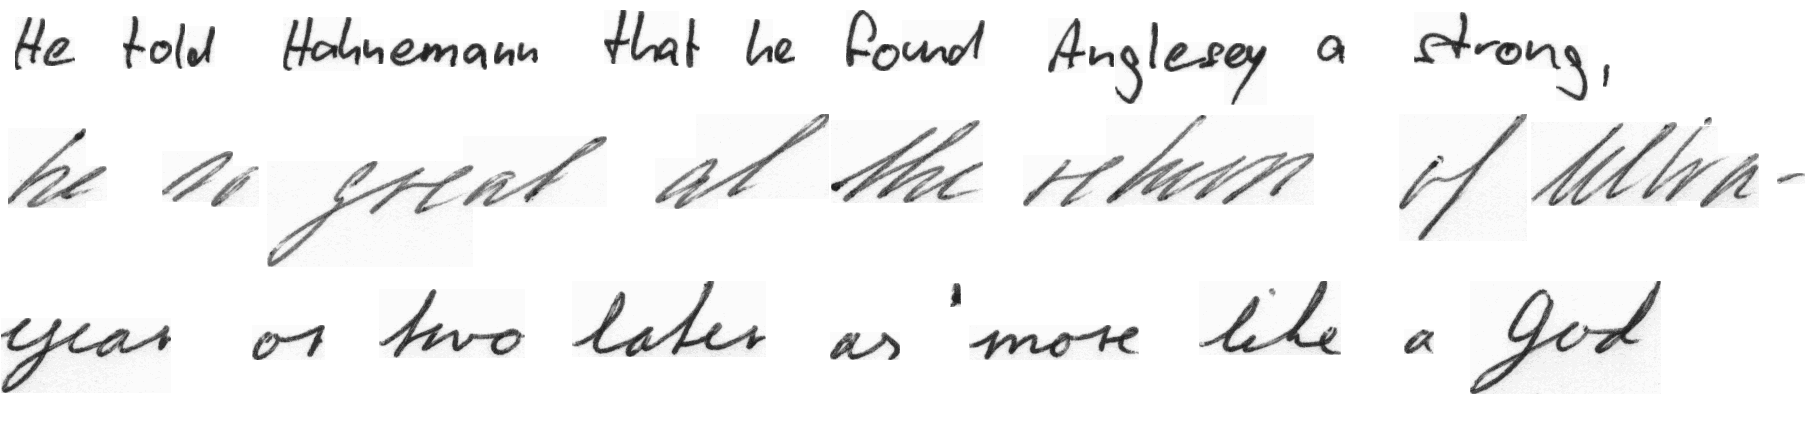 He told Hahnemann that he found Anglesey a strong,
be so great at the return of Ultra-
year or two later as 'more like a God